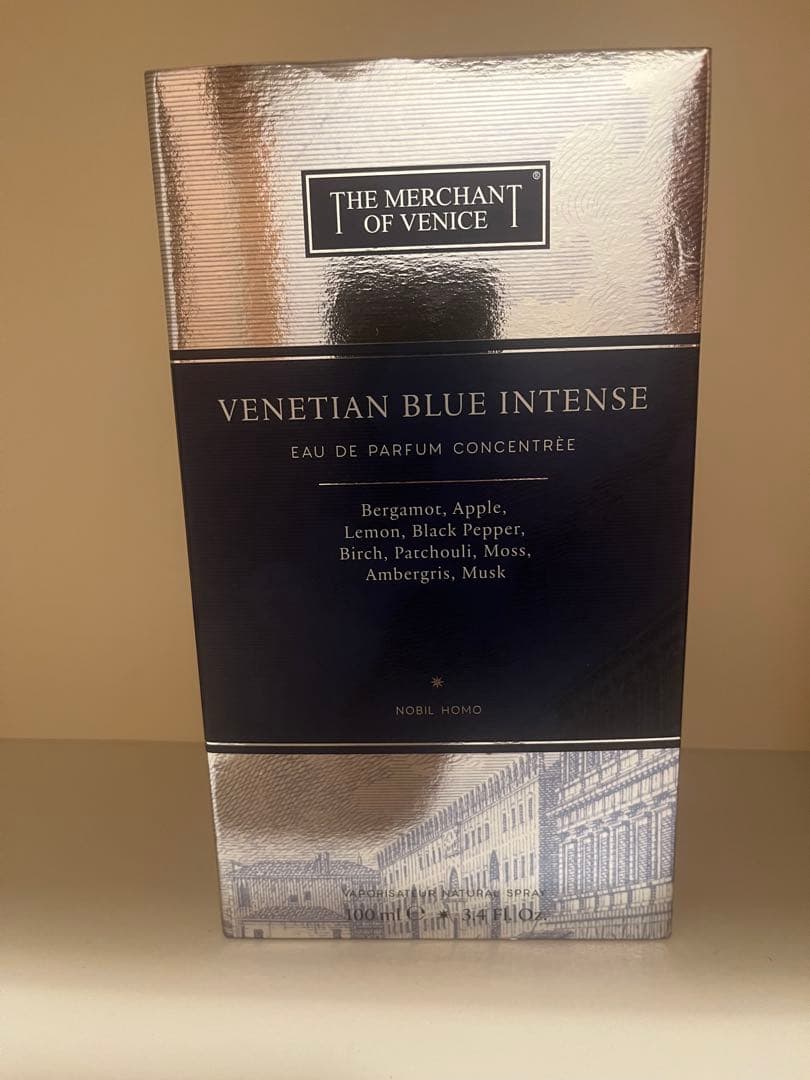 THE MERCHANT ®
OF VENICE
VENETIAN BLUE INTENSE
EAU DE PARFUM CONCENTRÈE
Bergamot, Apple,
Lemon, Black Pepper,
Birch, Patchouli, Moss,
Ambergris, Musk
NOBIL HOMO
VAPORISATEUR NATURAL SPRAY
100 ml ℮ ✷ 3,4 Fl.Oz.